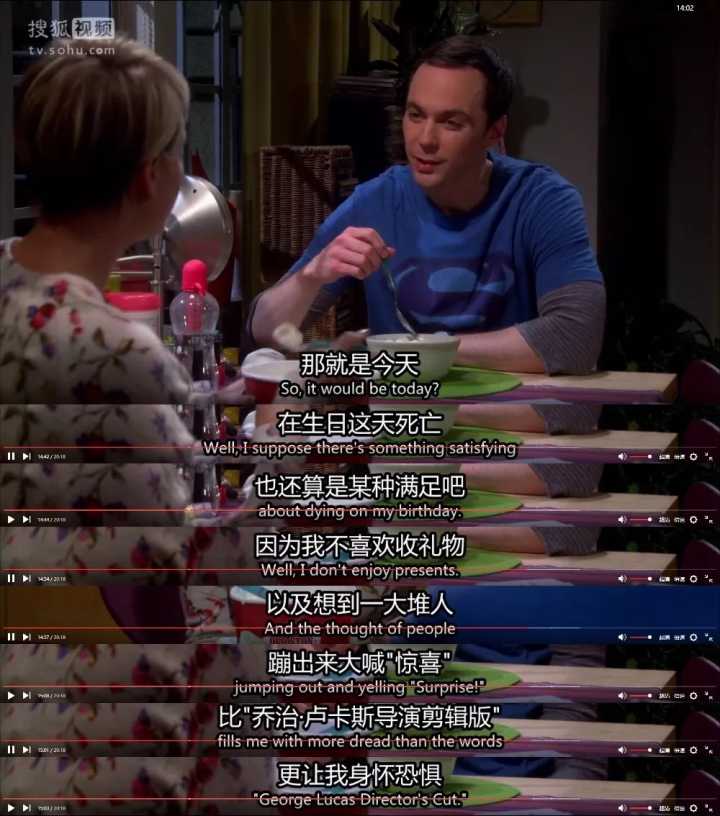 14:02
搜狐视频
tv.sohu.com
那就是今天
So, it would be today?
在生日这天死亡
Well, I suppose there's something satisfying
也还算是某种满足吧
about dying on my birthday.
因为我不喜欢收礼物
Well, I don't enjoy presents.
以及想到一大堆人
And the thought of people
蹦出来大喊"惊喜"
jumping out and yelling "Surprise!"
比"乔治·卢卡斯导演剪辑版"
fills me with more dread than the words
更让我身怀恐惧
"George Lucas Director's Cut."